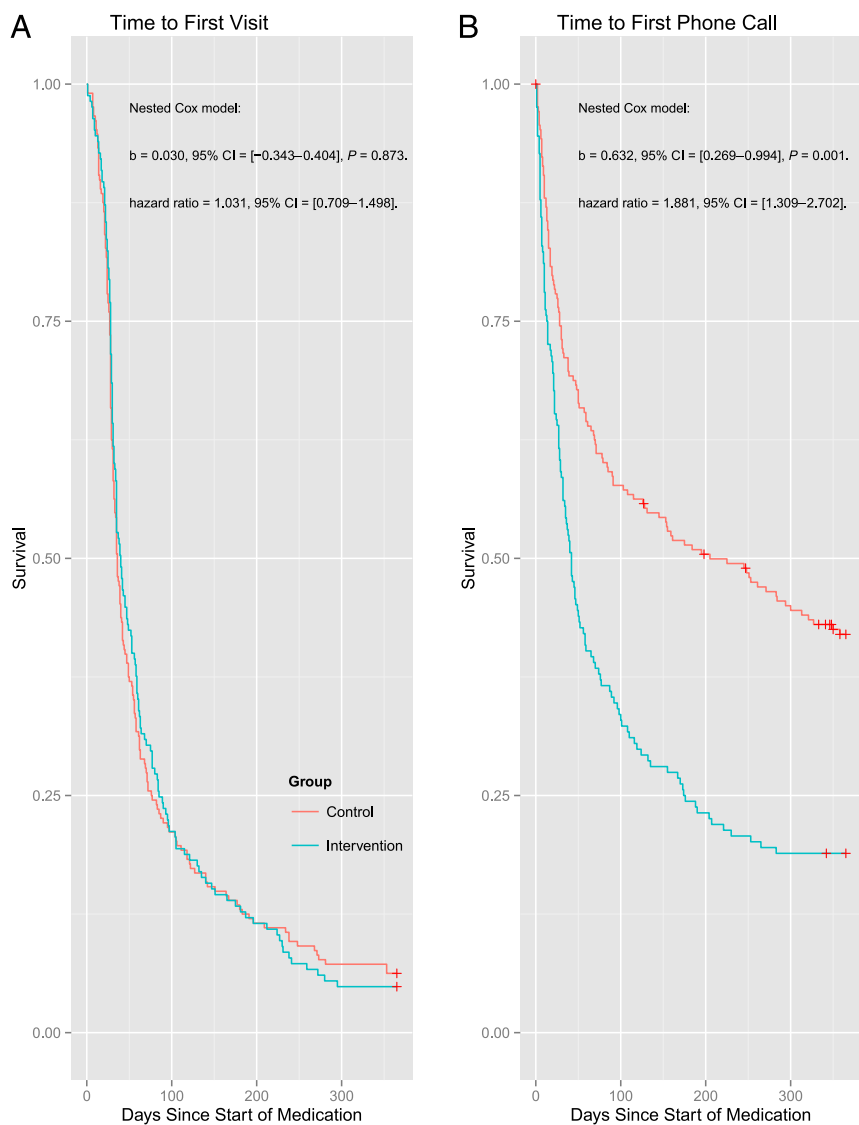 A
Time to First Visit
Nested Cox model:
b = 0.030, 95% CI = [−0.343–0.404], P = 0.873.
hazard ratio = 1.031, 95% CI = [0.709–1.498].
1.00
0.75
0.50
0.25
0.00
Survival
Group
Control
Intervention
0 100 200 300
Days Since Start of Medication
B
Time to First Phone Call
Nested Cox model:
b = 0.632, 95% CI = [0.269–0.994], P = 0.001.
hazard ratio = 1.881, 95% CI = [1.309–2.702].
1.00
0.75
0.50
0.25
0.00
Survival
0 100 200 300
Days Since Start of Medication